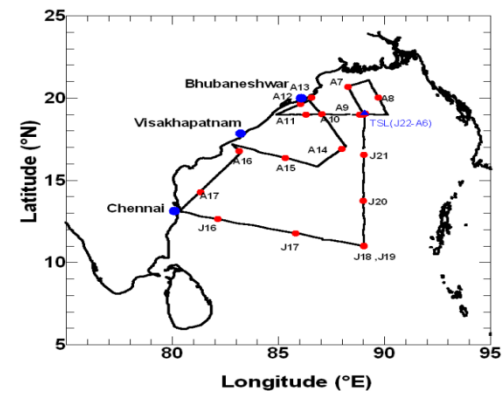 25
A13
A7
Bhubaneshwar
A12
A8
20
A9
A11
A10
TSL(J22-A6)
Visakhapatnam
A16
A14
J21
A15
15
A17
J20
Chennai
J16
J17
J18 ,J19
10
5
80 85 90 95
Latitude (°N)
Longitude (°E)